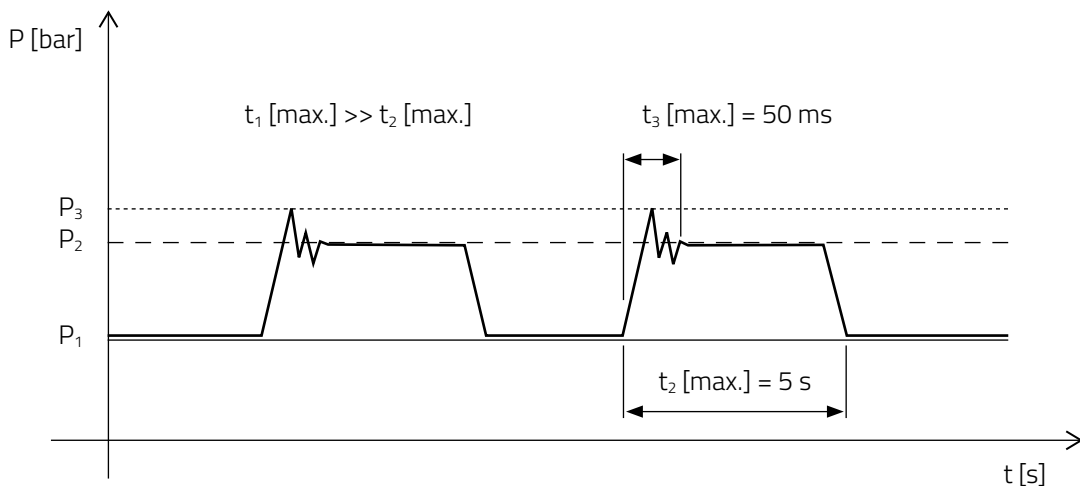 P [bar]
t₁ [max.] >> t₂ [max.]
t₃ [max.] = 50 ms
P₃
P₂
P₁
t₂ [max.] = 5 s
t [s]